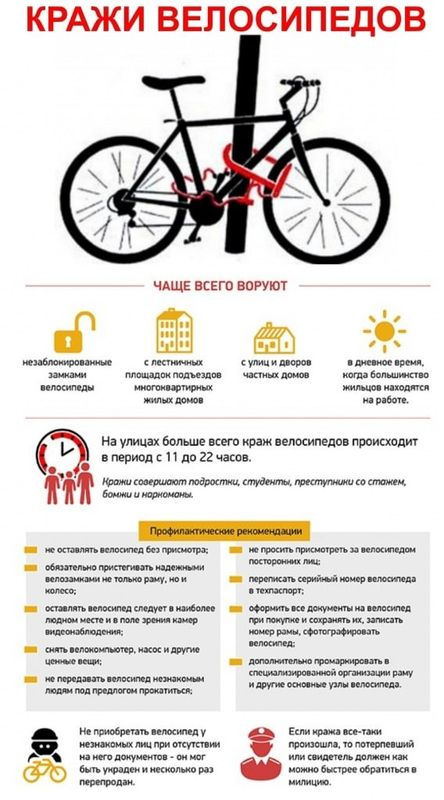 КРАЖИ ВЕЛОСИПЕДОВ
ЧАЩЕ ВСЕГО ВОРУЮТ
незаблокированные
замками
велосипеды
с лестничных
площадок подъездов
многоквартирных
жилых домов
с улиц и дворов
частных домов
в дневное время,
когда большинство
жильцов находятся
на работе.
На улицах больше всего краж велосипедов происходит
в период с 11 до 22 часов.
Кражи совершают подростки, студенты, преступники со стажем,
бомжи и наркоманы.
Профилактические рекомендации
не оставлять велосипед без присмотра;
обязательно пристегивать надежными
велозамками не только раму, но и
колесо;
оставлять велосипед следует в наиболее
людном месте и в поле зрения камер
видеонаблюдения;
снять велокомпьютер, насос и другие
ценные вещи;
не передавать велосипед незнакомым
людям под предлогом прокатиться;
не просить присмотреть за велосипедом
посторонних лиц;
переписать серийный номер велосипеда
в техпаспорт;
оформить все документы на велосипед
при покупке и сохранять их, записать
номер рамы, сфотографировать
велосипед;
дополнительно промаркировать в
специализированной организации раму
и другие основные узлы велосипеда.
Не приобретать велосипед у
незнакомых лиц при отсутствии
на него документов - он мог
быть украден и несколько раз
перепродан.
Если кража все-таки
произошла, то потерпевший
или свидетель должен как
можно быстрее обратиться в
милицию.